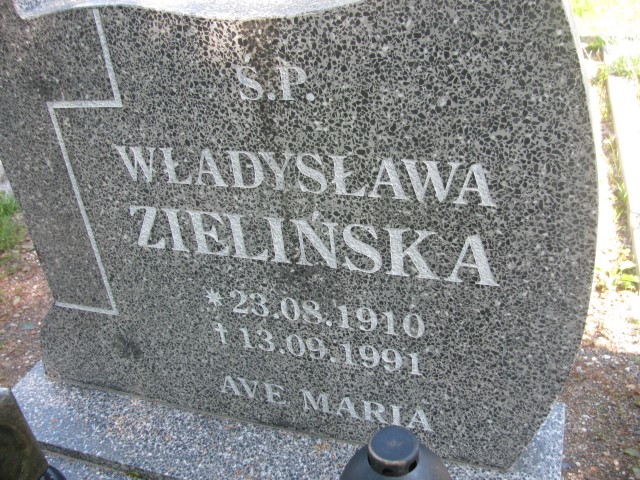 Ś.P.
WŁADYSŁAWA
ZIELIŃSKA
* 23.08.1910
† 13.09.1991
AVE MARIA